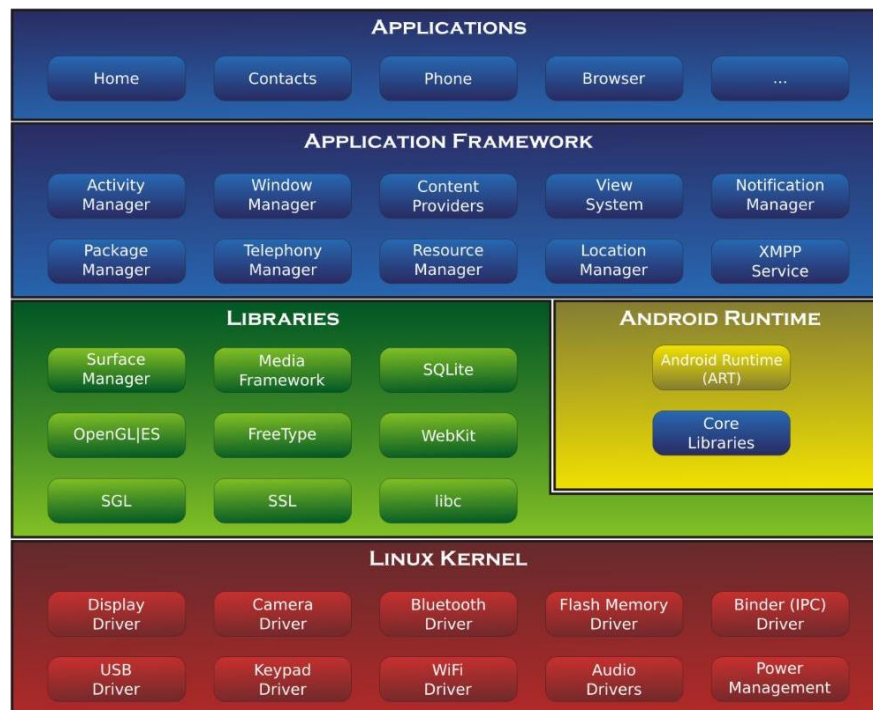 APPLICATIONS
Home
Contacts
Phone
Browser
...
APPLICATION FRAMEWORK
Activity
Manager
Window
Manager
Content
Providers
View
System
Notification
Manager
Package
Manager
Telephony
Manager
Resource
Manager
Location
Manager
XMPP
Service
LIBRARIES
Surface
Manager
Media
Framework
SQLite
OpenGL|ES
FreeType
WebKit
SGL
SSL
libc
ANDROID RUNTIME
Android Runtime
(ART)
Core
Libraries
LINUX KERNEL
Display
Driver
Camera
Driver
Bluetooth
Driver
Flash Memory
Driver
Binder (IPC)
Driver
USB
Driver
Keypad
Driver
WiFi
Driver
Audio
Drivers
Power
Management